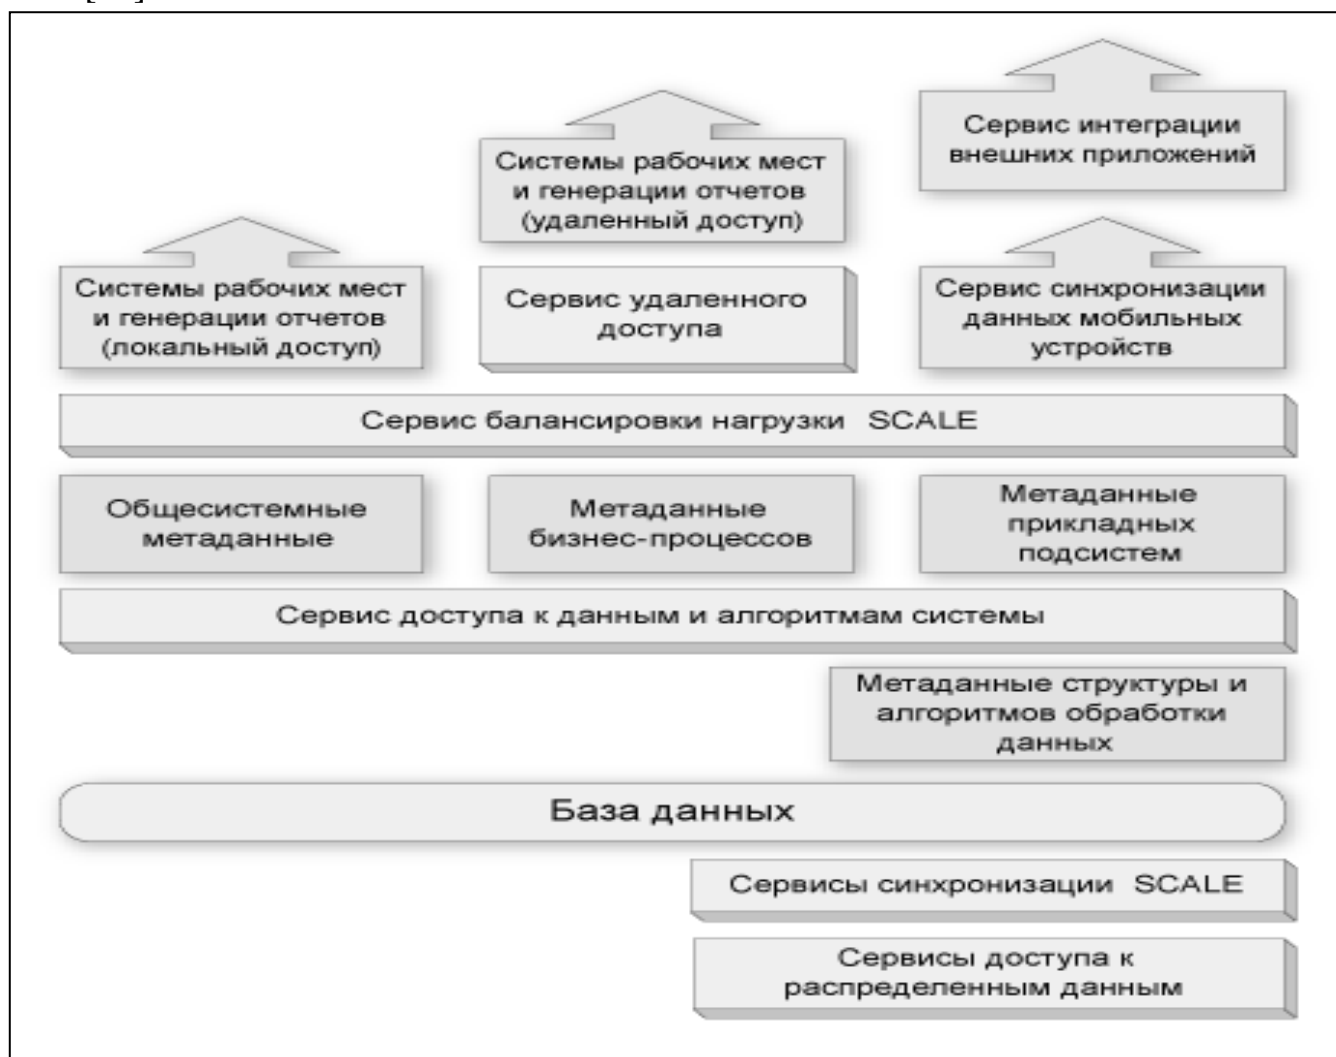 Сервис интеграции
внешних приложений
Системы рабочих мест
и генерации отчетов
(удаленный доступ)
Системы рабочих мест
и генерации отчетов
(локальный доступ)
Сервис удаленного
доступа
Сервис синхронизации
данных мобильных
устройств
Сервис балансировки нагрузки SCALE
Общесистемные
метаданные
Метаданные
бизнес-процессов
Метаданные
прикладных
подсистем
Сервис доступа к данным и алгоритмам системы
Метаданные структуры и
алгоритмов обработки
данных
База данных
Сервисы синхронизации SCALE
Сервисы доступа к
распределенным данным